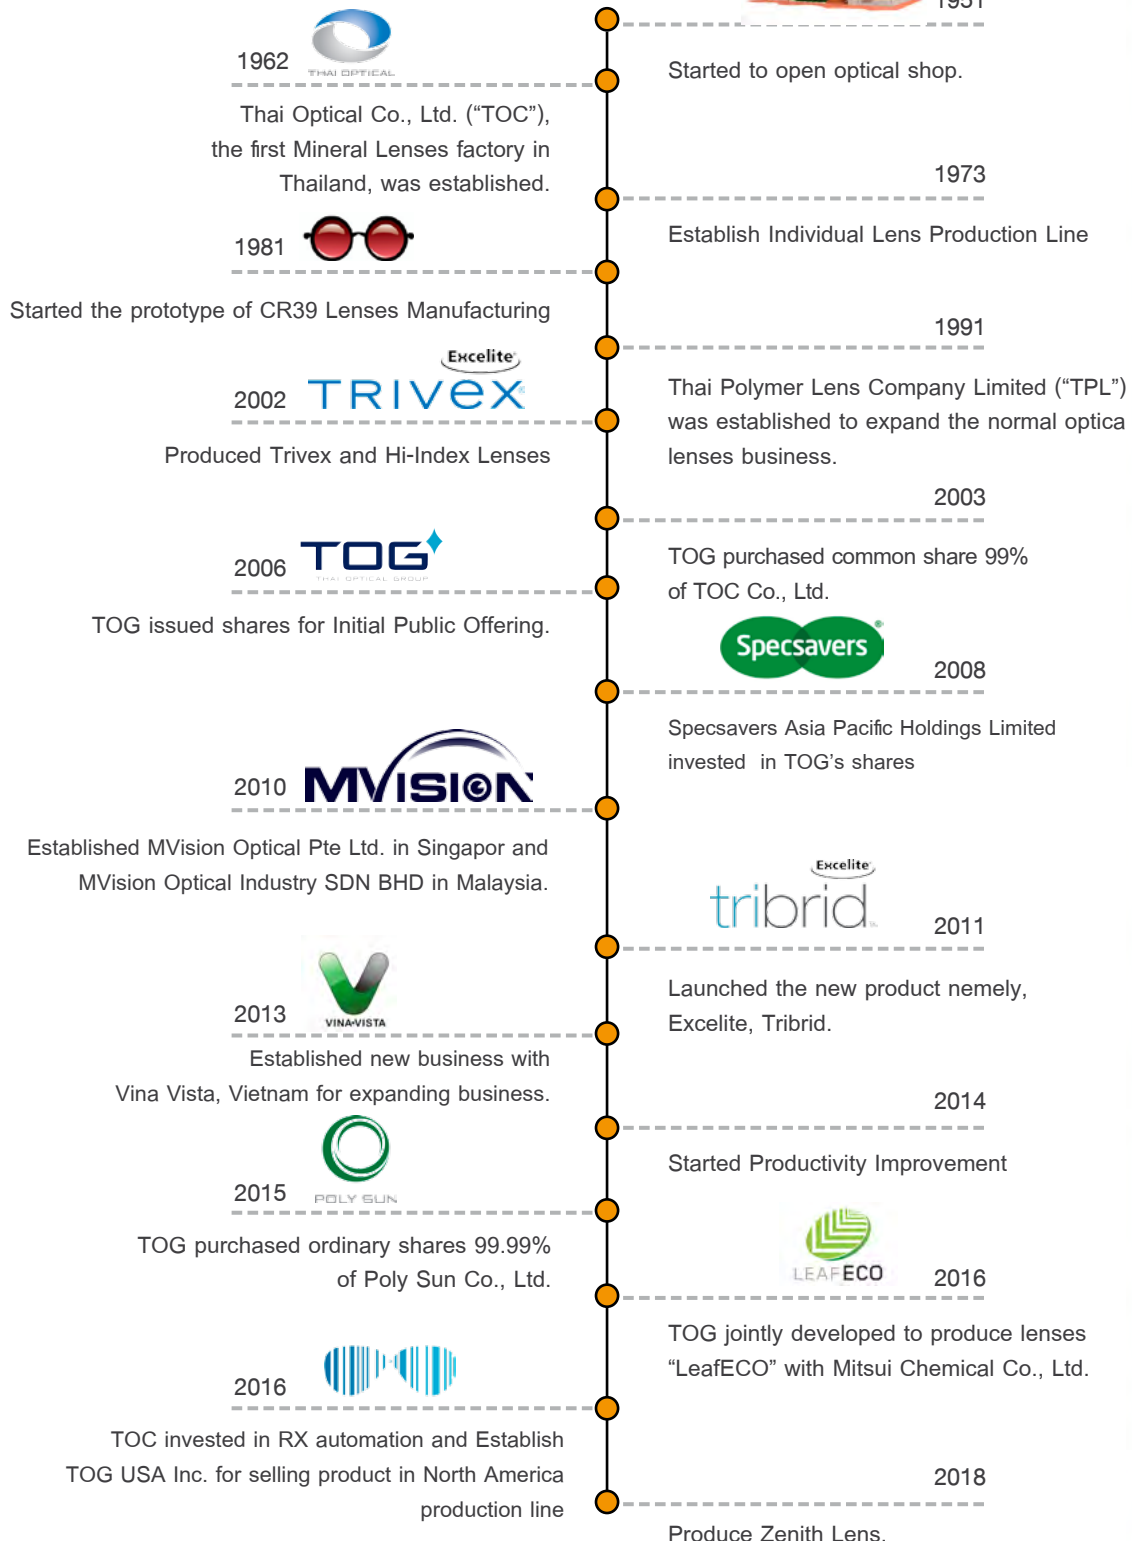 1951
Started to open optical shop.
1962
THAI OPTICAL
Thai Optical Co., Ltd. (“TOC”),
the first Mineral Lenses factory in
Thailand, was established.
1973
Establish Individual Lens Production Line
1981
Started the prototype of CR39 Lenses Manufacturing
1991
Thai Polymer Lens Company Limited (“TPL”)
was established to expand the normal optica
lenses business.
Excelite
2002 TRIVEX
Produced Trivex and Hi-Index Lenses
2003
TOG purchased common share 99%
of TOC Co., Ltd.
2006 TOG
THAI OPTICAL GROUP
TOG issued shares for Initial Public Offering.
Specsavers®
2008
Specsavers Asia Pacific Holdings Limited
invested in TOG’s shares
2010 MVISION
Established MVision Optical Pte Ltd. in Singapor and
MVision Optical Industry SDN BHD in Malaysia.
Excelite
tribrid
2011
Launched the new product nemely,
Excelite, Tribrid.
2013
VINA-VISTA
Established new business with
Vina Vista, Vietnam for expanding business.
2014
Started Productivity Improvement
2015 POLY SUN
TOG purchased ordinary shares 99.99%
of Poly Sun Co., Ltd.
LEAFECO 2016
TOG jointly developed to produce lenses
“LeafECO” with Mitsui Chemical Co., Ltd.
2016
TOC invested in RX automation and Establish
TOG USA Inc. for selling product in North America
production line
2018
Produce Zenith Lens.